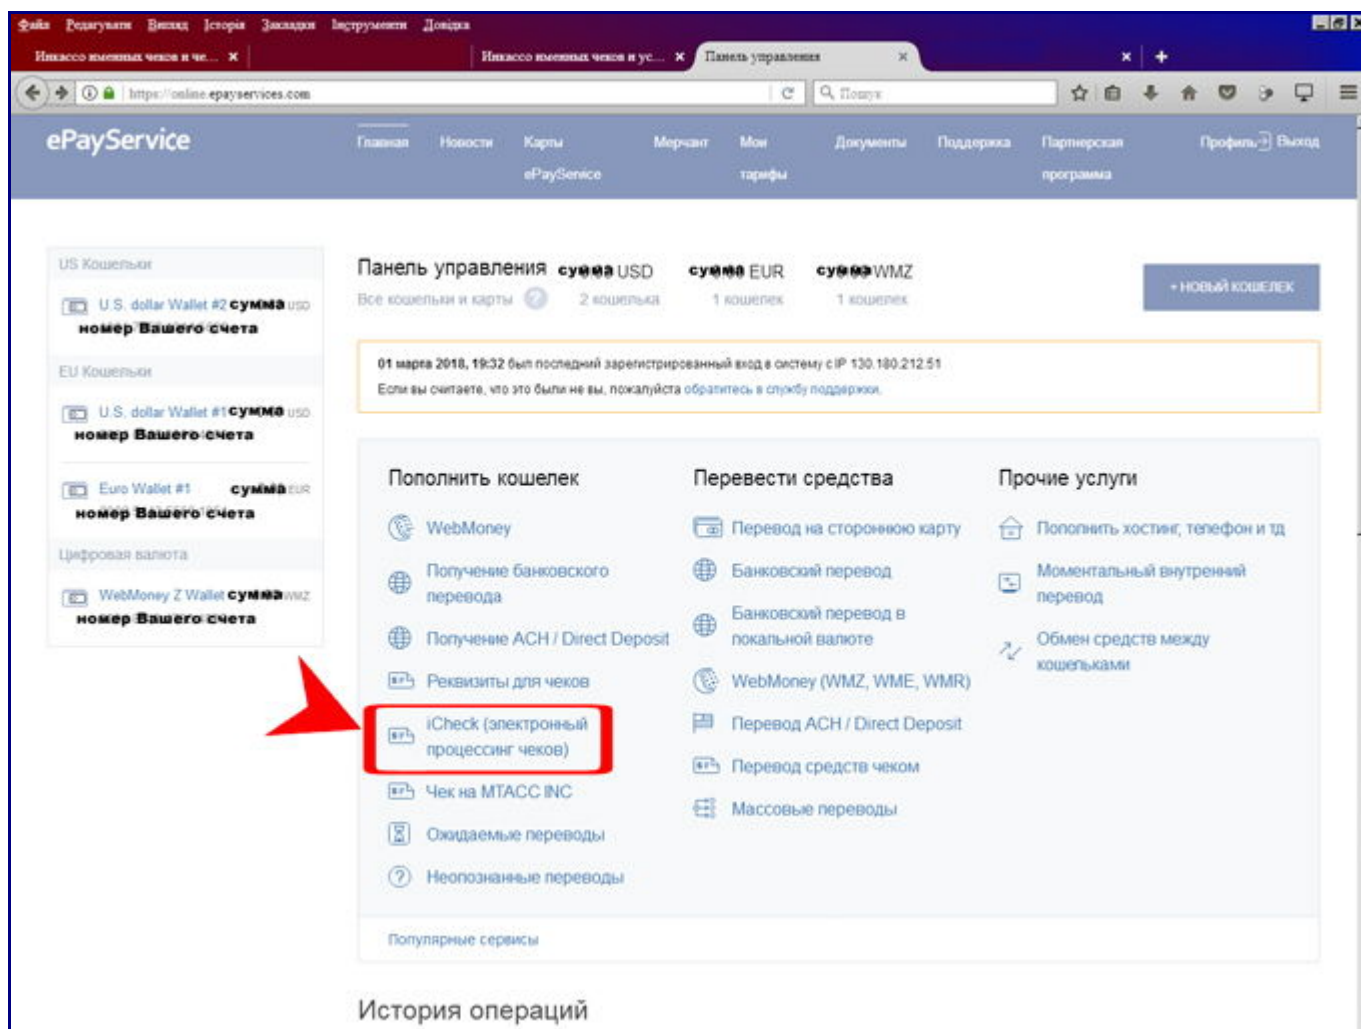 Файл Редагувати Вигляд Історія Закладки Інструменти Довідка
Инкассо именных чеков и че... Инкассо именных чеков и ус... Панель управления
https://online.epayservices.com Пошук
ePayService Главная Новости Карты ePayService Мерчант Мои тарифы Документы Поддержка Партнерская программа Профиль Выход
US Кошельки
U.S. dollar Wallet #2 сумма USD
номер Вашего счета
EU Кошельки
U.S. dollar Wallet #1 сумма USD
номер Вашего счета
Euro Wallet #1 сумма EUR
номер Вашего счета
Цифровая валюта
WebMoney Z Wallet сумма WMZ
номер Вашего счета
Панель управления сумма USD сумма EUR сумма WMZ
Все кошельки и карты ? 2 кошелька 1 кошелек 1 кошелек
+ НОВЫЙ КОШЕЛЕК
01 марта 2018, 19:32 был последний зарегистрированный вход в систему с IP 130.180.212.51
Если вы считаете, что это были не вы, пожалуйста обратитесь в службу поддержки.
Пополнить кошелек
WebMoney
Получение банковского
перевода
Получение ACH / Direct Deposit
Реквизиты для чеков
iCheck (электронный
процессинг чеков)
Чек на MTACC INC
Ожидаемые переводы
Неопознанные переводы
Перевести средства
Перевод на стороннюю карту
Банковский перевод
Банковский перевод в
локальной валюте
WebMoney (WMZ, WME, WMR)
Перевод ACH / Direct Deposit
Перевод средств чеком
Массовые переводы
Прочие услуги
Пополнить хостинг, телефон и тд
Моментальный внутренний
перевод
Обмен средств между
кошельками
Популярные сервисы
История операций